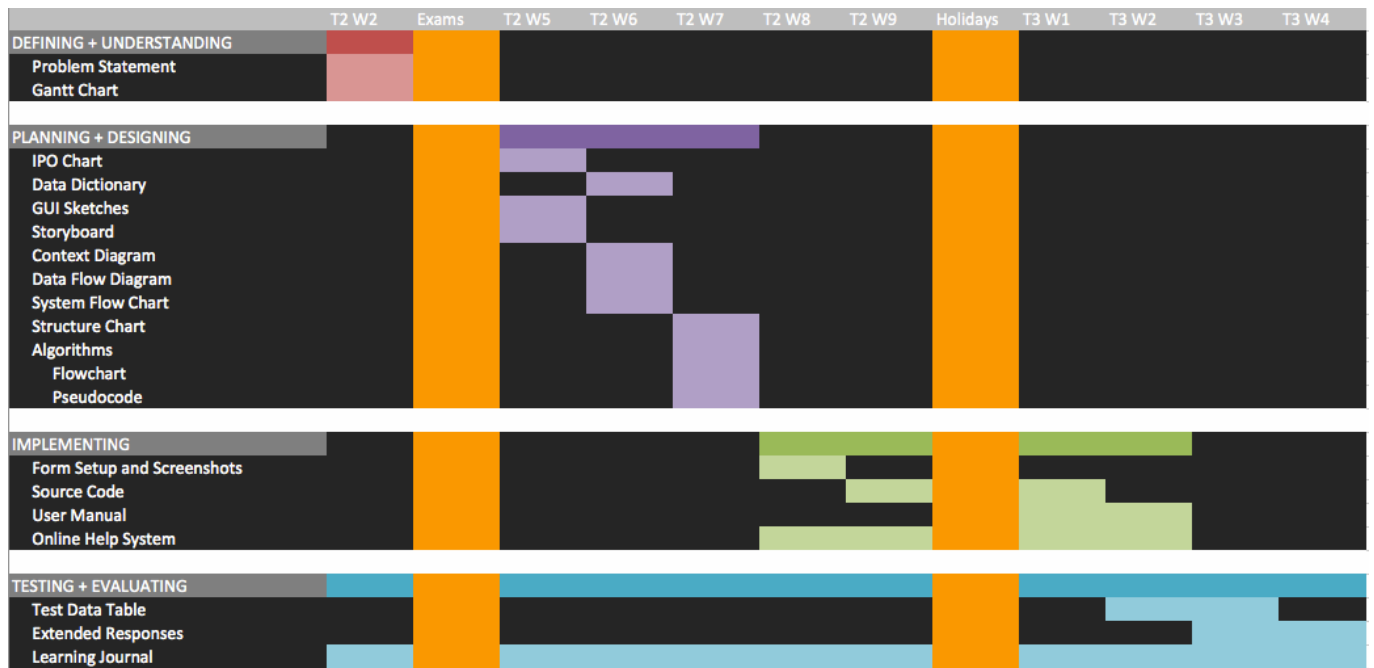 T2 W2 Exams T2 W5 T2 W6 T2 W7 T2 W8 T2 W9 Holidays T3 W1 T3 W2 T3 W3 T3 W4
DEFINING + UNDERSTANDING
Problem Statement
Gantt Chart
PLANNING + DESIGNING
IPO Chart
Data Dictionary
GUI Sketches
Storyboard
Context Diagram
Data Flow Diagram
System Flow Chart
Structure Chart
Algorithms
Flowchart
Pseudocode
IMPLEMENTING
Form Setup and Screenshots
Source Code
User Manual
Online Help System
TESTING + EVALUATING
Test Data Table
Extended Responses
Learning Journal